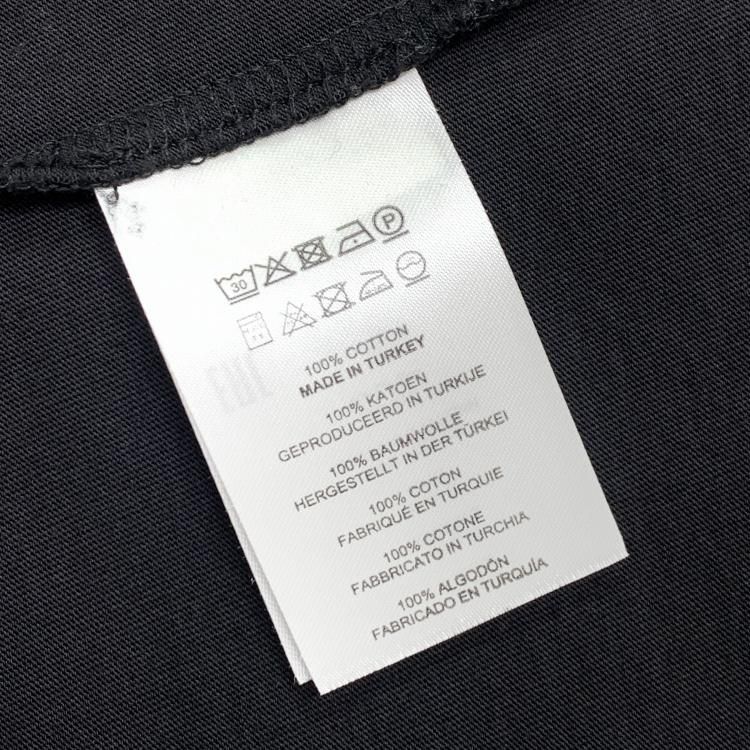 30
P
100% COTTON
MADE IN TURKEY
100% KATOEN
GEPRODUCEERD IN TURKIJE
100% BAUMWOLLE
HERGESTELLT IN DER TÜRKEI
100% COTON
FABRIQUÉ EN TURQUIE
100% COTONE
FABBRICATO IN TURCHIA
100% ALGODÓN
FABRICADO EN TURQUÍA